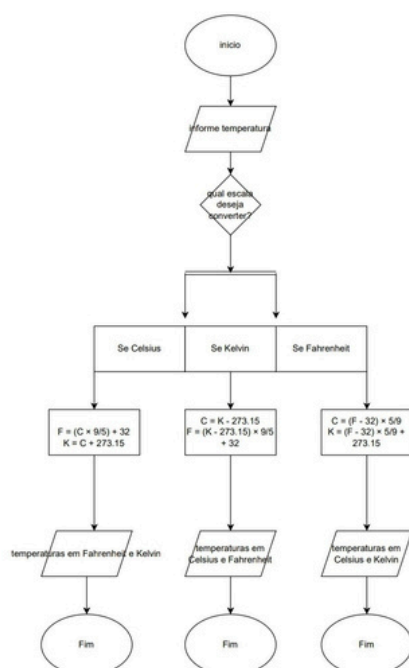 inicio
informe temperatura
qual escala
deseja
converter?
Se Celsius
Se Kelvin
Se Fahrenheit
F = (C × 9/5) + 32
K = C + 273.15
C = K - 273.15
F = (K - 273.15) × 9/5
+ 32
C = (F - 32) × 5/9
K = (F - 32) × 5/9 +
273.15
temperaturas em Fahrenheit e Kelvin
temperaturas em
Celsius e Fahrenheit
temperaturas em
Celsius e Kelvin
Fim
Fim
Fim